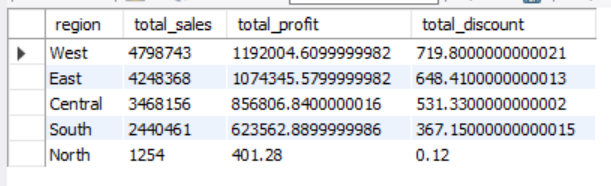 region total_sales total_profit total_discount
West 4798743 1192004.6099999982 719.8000000000021
East 4248368 1074345.5799999982 648.4100000000013
Central 3468156 856806.8400000016 531.3300000000002
South 2440461 623562.8899999986 367.15000000000015
North 1254 401.28 0.12